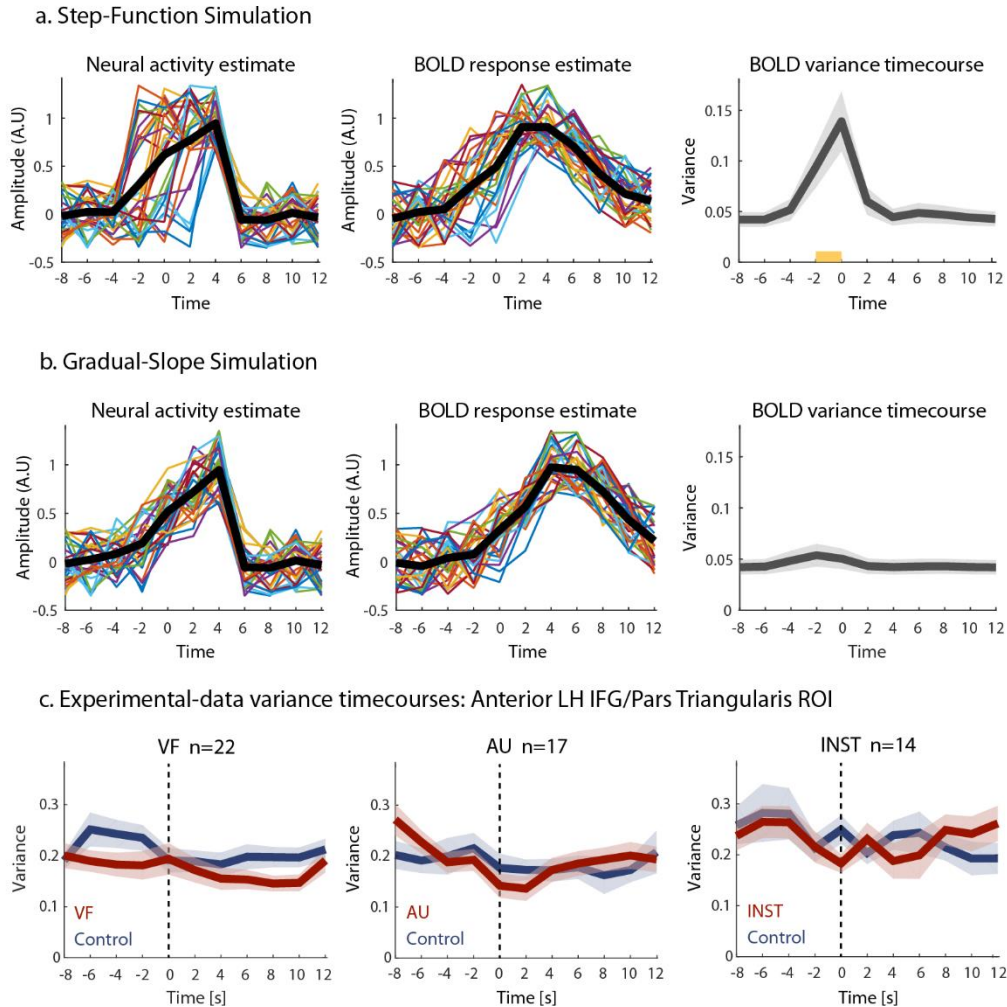 a. Step-Function Simulation
Neural activity estimate
BOLD response estimate
BOLD variance timecourse
Amplitude (A.U)
1
0.5
0
-0.5
-8 -6 -4 -2 0 2 4 6 8 10 12
Time
Amplitude (A.U)
1
0.5
0
-0.5
-8 -6 -4 -2 0 2 4 6 8 10 12
Time
Variance
0.15
0.1
0.05
0
-8 -6 -4 -2 0 2 4 6 8 10 12
Time
b. Gradual-Slope Simulation
Neural activity estimate
BOLD response estimate
BOLD variance timecourse
Amplitude (A.U)
1
0.5
0
-0.5
-8 -6 -4 -2 0 2 4 6 8 10 12
Time
Amplitude (A.U)
1
0.5
0
-0.5
-8 -6 -4 -2 0 2 4 6 8 10 12
Time
Variance
0.15
0.1
0.05
0
-8 -6 -4 -2 0 2 4 6 8 10 12
Time
c. Experimental-data variance timecourses: Anterior LH IFG/Pars Triangularis ROI
VF n=22
AU n=17
INST n=14
Variance
0.3
0.2
0.1
0
VF
Control
-8 -6 -4 -2 0 2 4 6 8 10 12
Time [s]
Variance
0.3
0.2
0.1
0
AU
Control
-8 -6 -4 -2 0 2 4 6 8 10 12
Time [s]
Variance
0.3
0.2
0.1
0
INST
Control
-8 -6 -4 -2 0 2 4 6 8 10 12
Time [s]